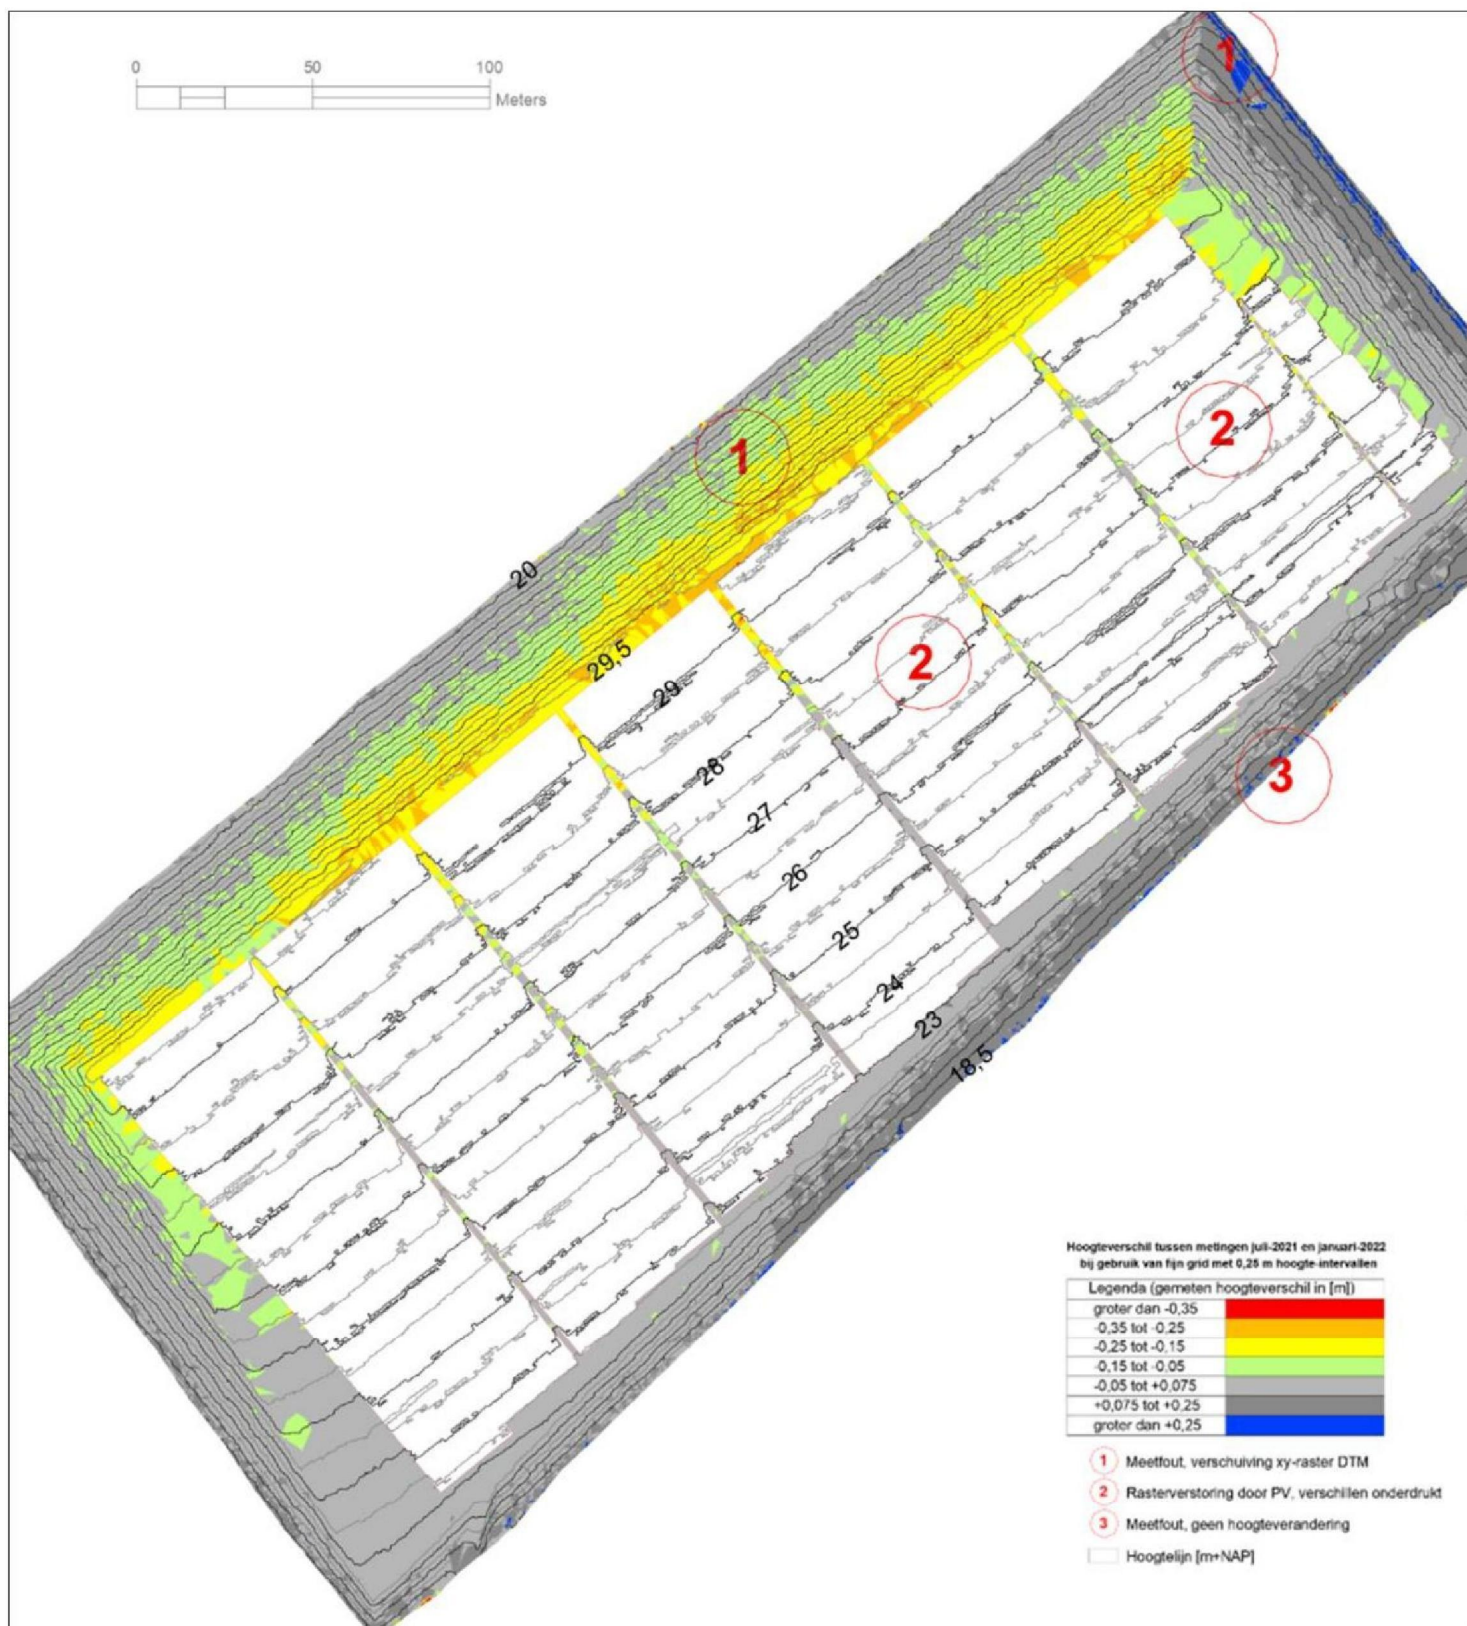 0 50 100
Meters
1
1
2
20
29,5
2
29
28
3
27
26
25
24
23
18,5
Hoogteverschil tussen metingen juli-2021 en januari-2022
bij gebruik van fijn grid met 0,25 m hoogte-intervallen
Legenda (gemeten hoogteverschil in [m])
groter dan -0,35
-0,35 tot -0,25
-0,25 tot -0,15
-0,15 tot -0,05
-0,05 tot +0,075
+0,075 tot +0,25
groter dan +0,25
1 Meetfout, verschuiving xy-raster DTM
2 Rasterverstoring door PV, verschillen onderdrukt
3 Meetfout, geen hoogteverandering
Hoogtelijn [m+NAP]